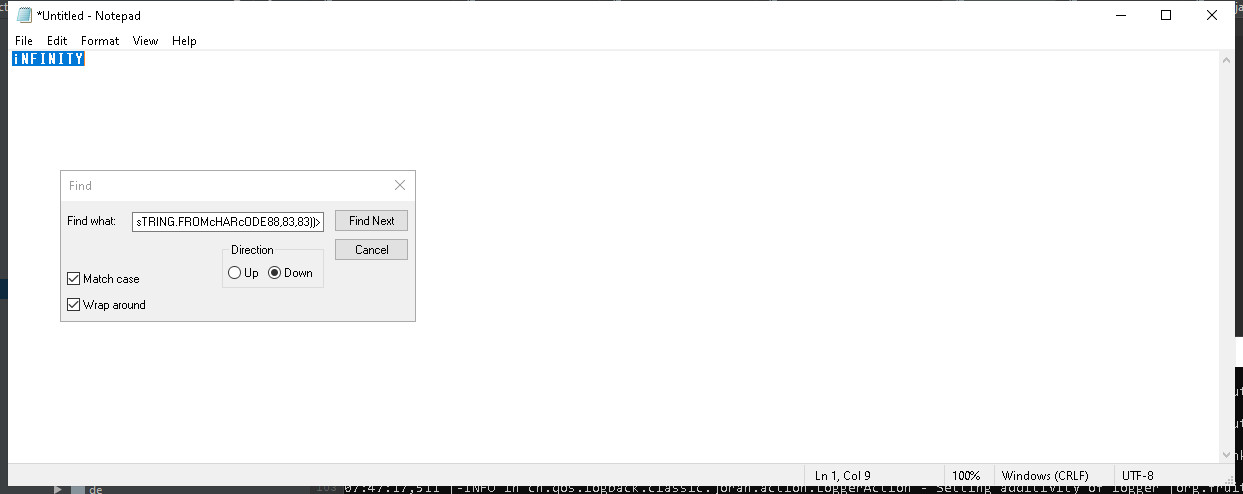 *Untitled - Notepad
File Edit Format View Help
iNFINITY
Find
Find what: sTRING.FROMcHARcODE88,83,83))> Find Next
Direction Cancel
Up Down
Match case
Wrap around
Ln 1, Col 9 100% Windows (CRLF) UTF-8
de 07:47:17,511 |-INFO in ch.qos.logback.classic.joran.action.LoggerAction - Setting additivity of logger